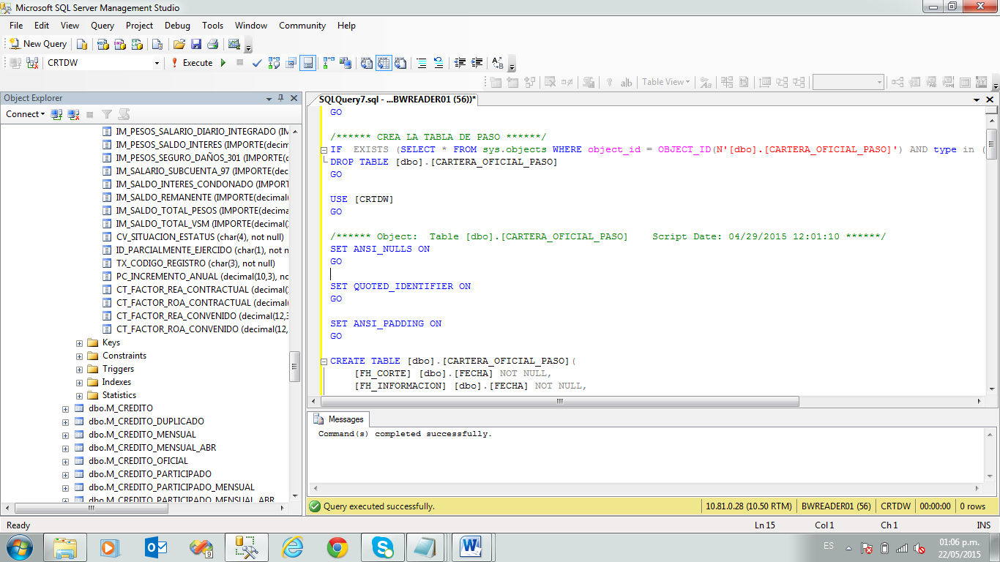 Microsoft SQL Server Management Studio
File Edit View Query Project Debug Tools Window Community Help
New Query
CRTDW Execute
Table View
Object Explorer
SQLQuery7.sql - ...BWREADER01 (56))*
Connect
IM_PESOS_SALARIO_DIARIO_INTEGRADO (IM
IM_PESOS_SALDO_INTERES (IMPORTE(decim
IM_PESOS_SEGURO_DAÑOS_301 (IMPORTE(c
IM_SALARIO_SUBCUENTA_97 (IMPORTE(dec
IM_SALDO_INTERES_CONDONADO (IMPORT
IM_SALDO_REMANENTE (IMPORTE(decimal(
IM_SALDO_TOTAL_PESOS (IMPORTE(decimal
IM_SALDO_TOTAL_VSM (IMPORTE(decimal(
CV_SITUACION_ESTATUS (char(4), not null)
ID_PARCIALMENTE_EJERCIDO (char(1), not n
TX_CODIGO_REGISTRO (char(3), not null)
PC_INCREMENTO_ANUAL (decimal(10,3), no
CT_FACTOR_REA_CONTRACTUAL (decimal(
CT_FACTOR_ROA_CONTRACTUAL (decimal(
CT_FACTOR_REA_CONVENIDO (decimal(12,3
CT_FACTOR_ROA_CONVENIDO (decimal(12,
Keys
Constraints
Triggers
Indexes
Statistics
dbo.M_CREDITO
dbo.M_CREDITO_DUPLICADO
dbo.M_CREDITO_MENSUAL
dbo.M_CREDITO_MENSUAL_ABR
dbo.M_CREDITO_OFICIAL
dbo.M_CREDITO_PARTICIPADO
dbo.M_CREDITO_PARTICIPADO_MENSUAL
dbo.M_CREDITO_PARTICIPADO_MENSUAL_ABR
GO
/****** CREA LA TABLA DE PASO ******/
IF  EXISTS (SELECT * FROM sys.objects WHERE object_id = OBJECT_ID(N'[dbo].[CARTERA_OFICIAL_PASO]') AND type in (
DROP TABLE [dbo].[CARTERA_OFICIAL_PASO]
GO
USE [CRTDW]
GO
/****** Object:  Table [dbo].[CARTERA_OFICIAL_PASO]    Script Date: 04/29/2015 12:01:10 ******/
SET ANSI_NULLS ON
GO
SET QUOTED_IDENTIFIER ON
GO
SET ANSI_PADDING ON
GO
CREATE TABLE [dbo].[CARTERA_OFICIAL_PASO](
[FH_CORTE] [dbo].[FECHA] NOT NULL,
[FH_INFORMACION] [dbo].[FECHA] NOT NULL,
Messages
Command(s) completed successfully.
Query executed successfully. 10.81.0.28 (10.50 RTM) BWREADER01 (56) CRTDW 00:00:00 0 rows
Ready Ln 15 Col 1 Ch 1 INS
ES 01:06 p.m.
22/05/2015